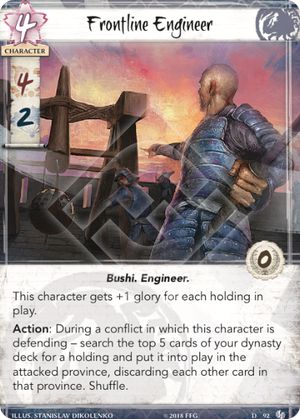 4
Frontline Engineer
CHARACTER
4
2
0
Bushi. Engineer.
This character gets +1 glory for each holding in
play.
Action: During a conflict in which this character is
defending – search the top 5 cards of your dynasty
deck for a holding and put it into play in the
attacked province, discarding each other card in
that province. Shuffle.
ILLUS. STANISLAV DIKOLENKO ©2018 FFG D 92